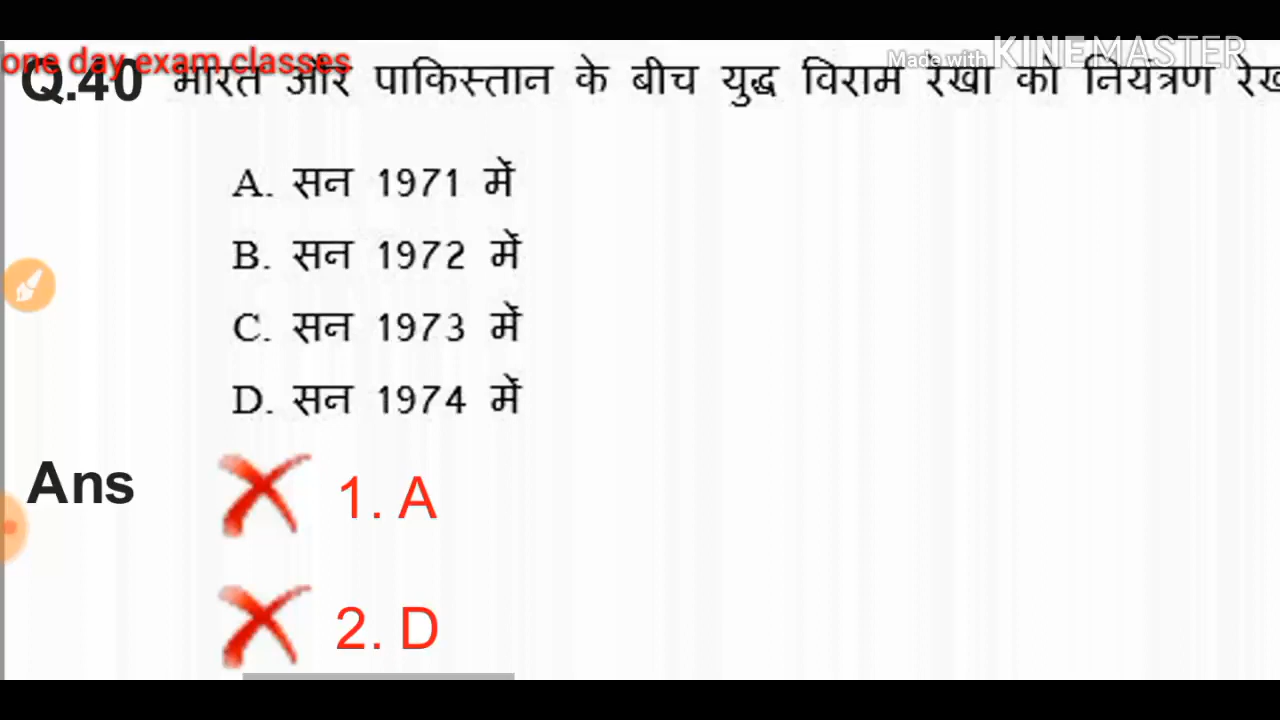 one day exam classes
Made with KINEMASTER
Q.40 भारत और पाकिस्तान के बीच युद्ध विराम रेखा को नियंत्रण
A. सन 1971 में
B. सन 1972 में
C. सन 1973 में
D. सन 1974 में
Ans
1. A
2. D